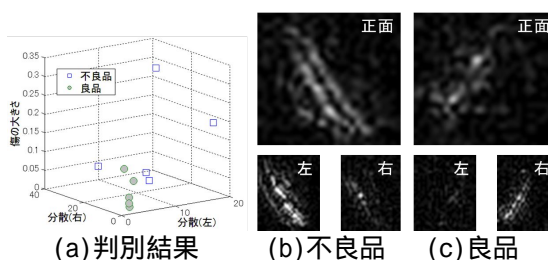 0.35
0.3
0.25
0.2
0.15
0.1
0.05
0
傷の大きさ
不良品
良品
40
20
0
分散(右)
0
10
20
分散(左)
正面
左
右
正面
左
右
(a)判別結果
(b)不良品
(c)良品